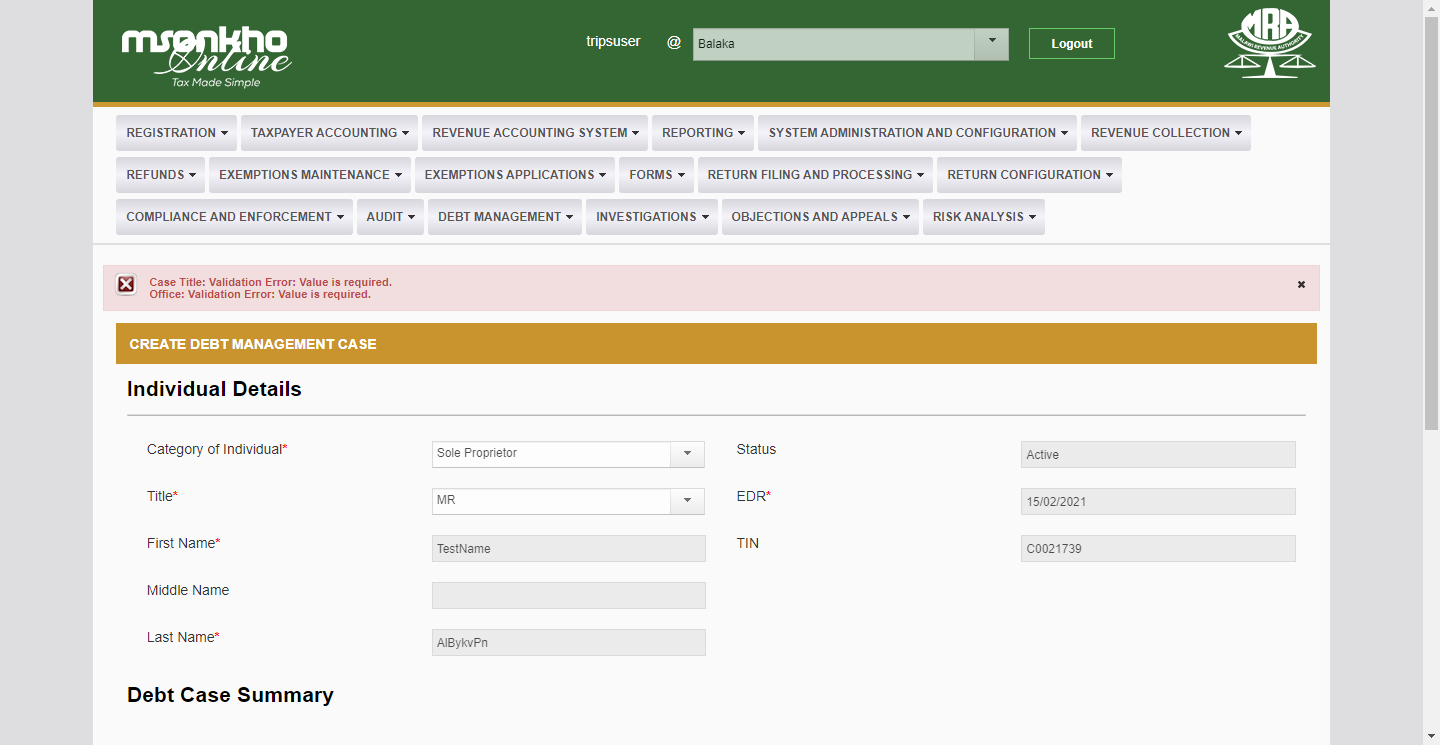 msonkho
Online
Tax Made Simple
tripsuser @ Balaka Logout
MRA
MALAWI REVENUE AUTHORITY
REGISTRATION TAXPAYER ACCOUNTING REVENUE ACCOUNTING SYSTEM REPORTING SYSTEM ADMINISTRATION AND CONFIGURATION REVENUE COLLECTION
REFUNDS EXEMPTIONS MAINTENANCE EXEMPTIONS APPLICATIONS FORMS RETURN FILING AND PROCESSING RETURN CONFIGURATION
COMPLIANCE AND ENFORCEMENT AUDIT DEBT MANAGEMENT INVESTIGATIONS OBJECTIONS AND APPEALS RISK ANALYSIS
Case Title: Validation Error: Value is required.
Office: Validation Error: Value is required.
CREATE DEBT MANAGEMENT CASE
Individual Details
Category of Individual* Sole Proprietor Status Active
Title* MR EDR* 15/02/2021
First Name* TestName TIN C0021739
Middle Name
Last Name* AlBykvPn
Debt Case Summary